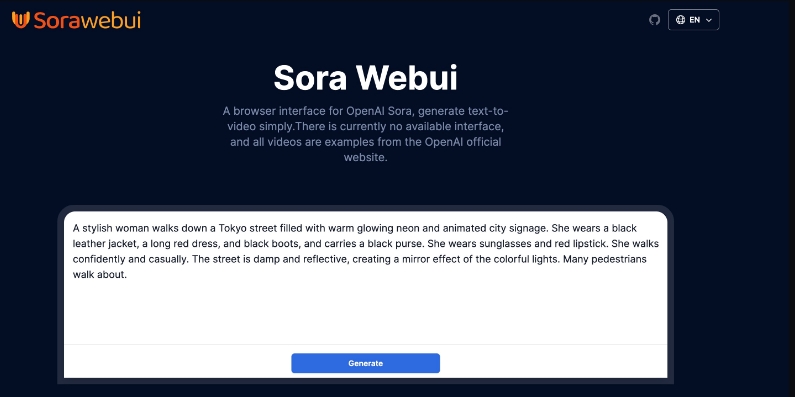 Sorawebui
EN
Sora Webui
A browser interface for OpenAI Sora, generate text-to-
video simply.There is currently no available interface,
and all videos are examples from the OpenAI official
website.
A stylish woman walks down a Tokyo street filled with warm glowing neon and animated city signage. She wears a black
leather jacket, a long red dress, and black boots, and carries a black purse. She wears sunglasses and red lipstick. She walks
confidently and casually. The street is damp and reflective, creating a mirror effect of the colorful lights. Many pedestrians
walk about.
Generate